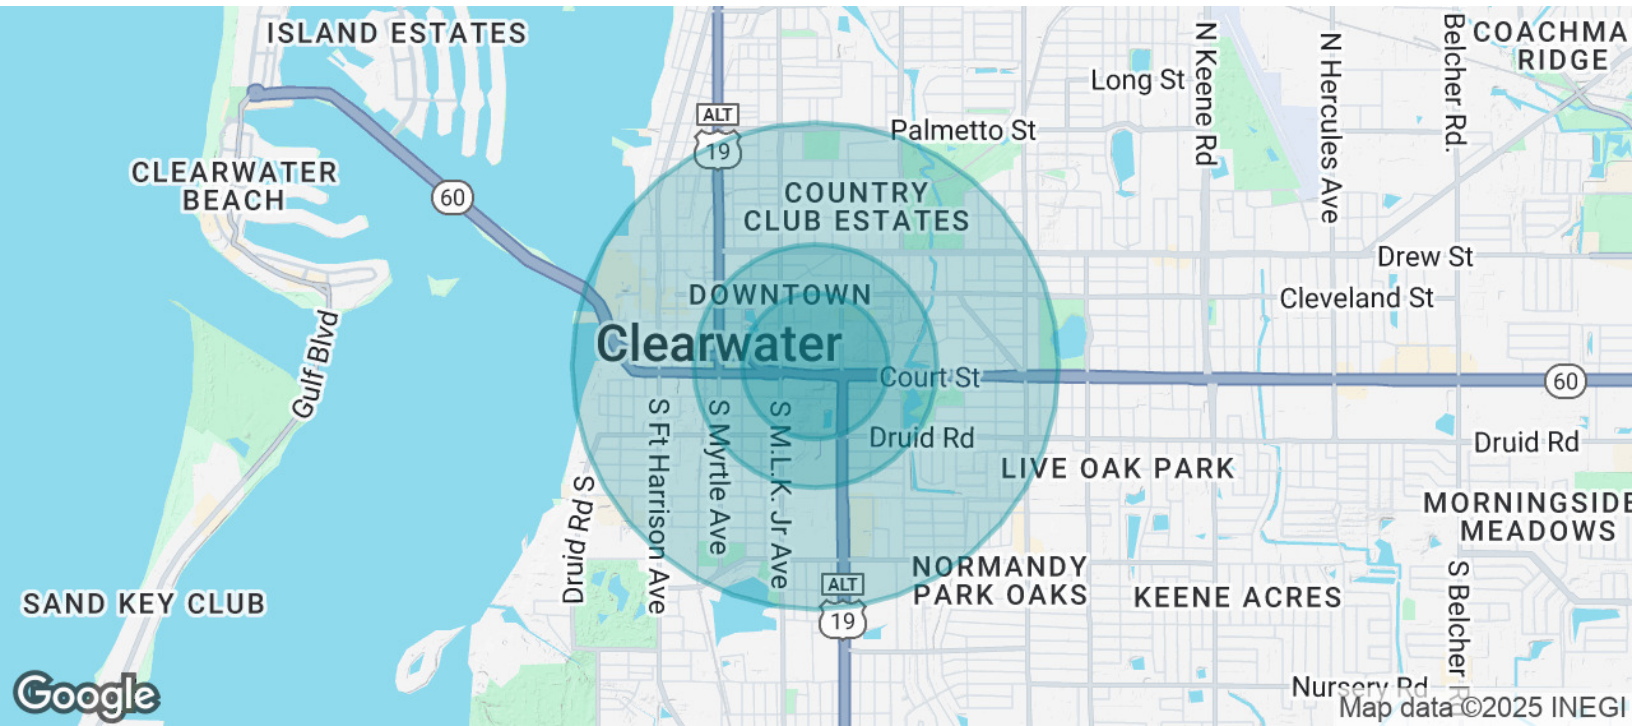 ISLAND ESTATES
COACHMA
RIDGE
N Keene Rd
N Hercules Ave
Belcher Rd.
Long St
ALT
19
Palmetto St
CLEARWATER
BEACH
60
COUNTRY
CLUB ESTATES
Drew St
DOWNTOWN
Cleveland St
Gulf Blvd
Clearwater
Court St
60
S Ft Harrison Ave
S Myrtle Ave
S M.L.K. Jr Ave
Druid Rd
Druid Rd
LIVE OAK PARK
Druid Rd S
MORNINGSIDE
MEADOWS
NORMANDY
PARK OAKS
KEENE ACRES
ALT
19
SAND KEY CLUB
S Belcher R
Nursery Rd
Google
Map data ©2025 INEGI